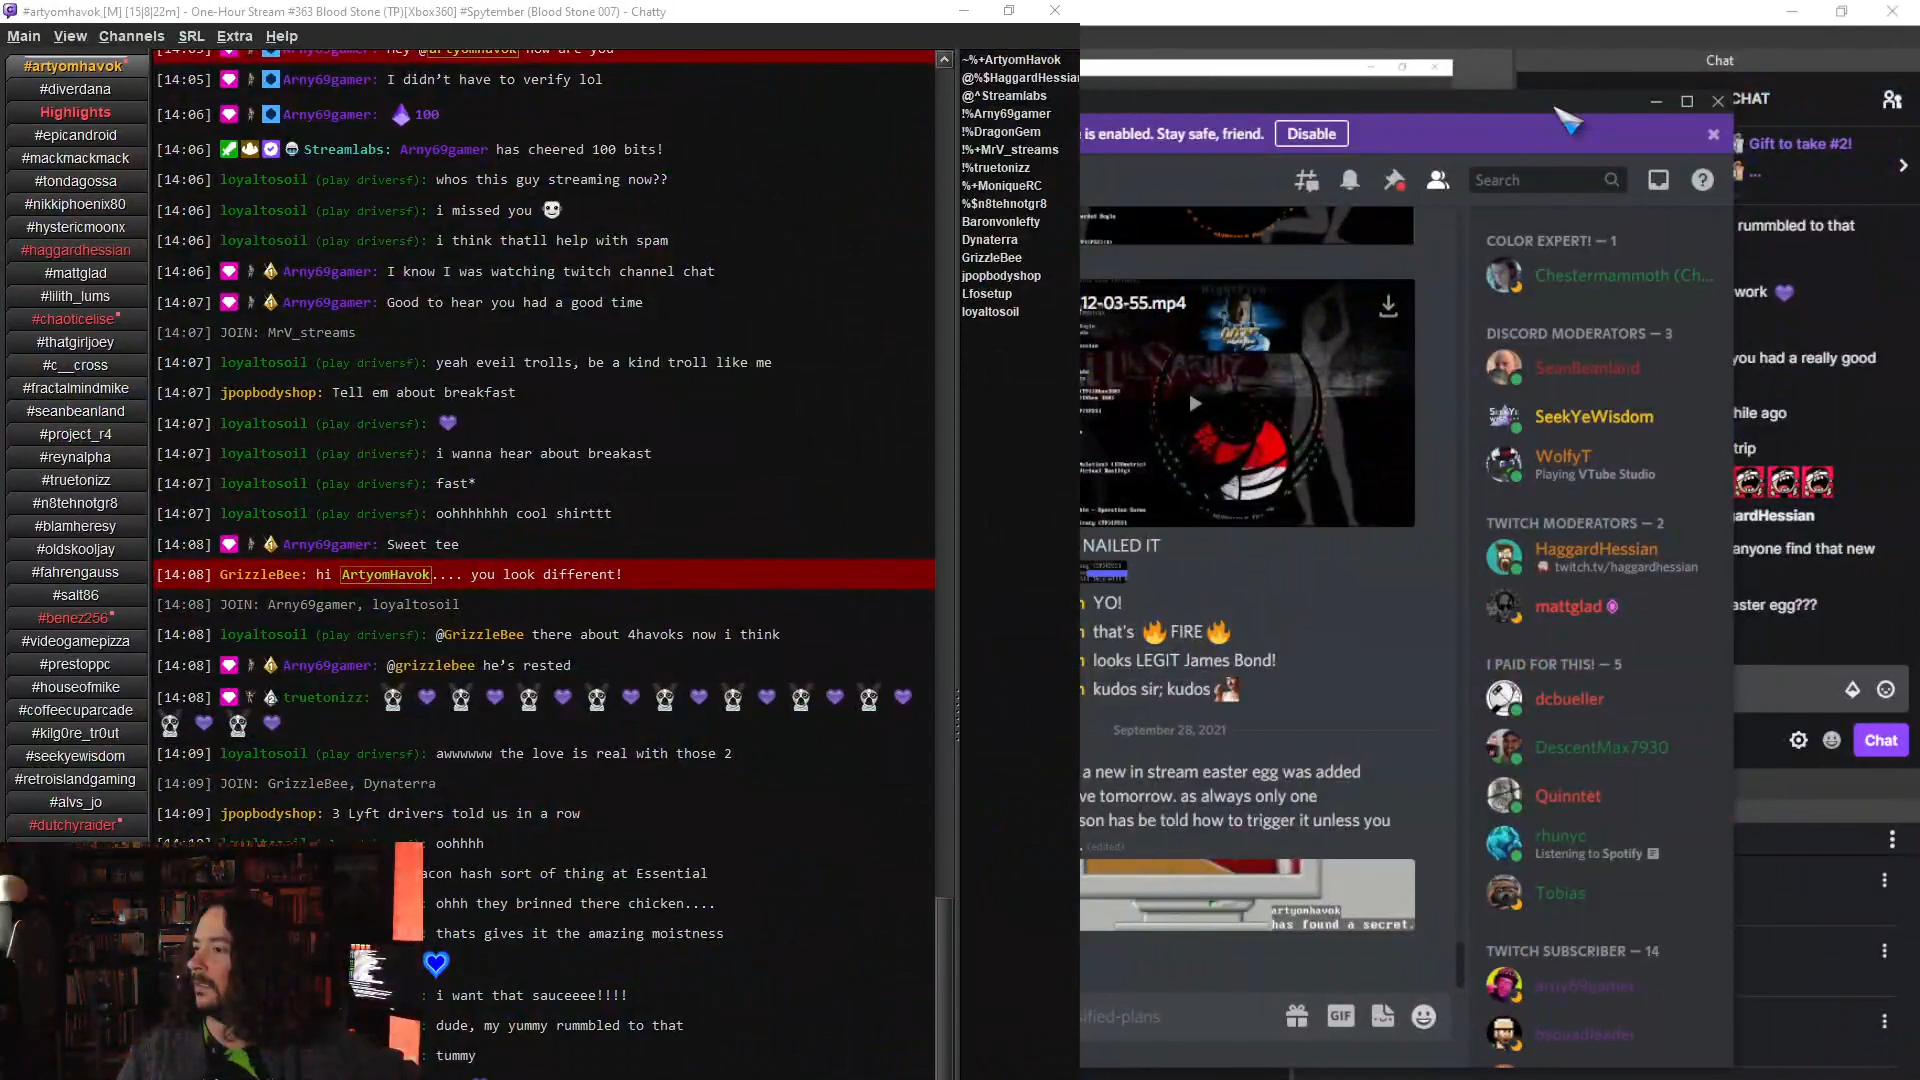 #artyomhavok [M] [15|8|22m] - One-Hour Stream #363 Blood Stone (TP)[Xbox360] #Spytember (Blood Stone 007) - Chatty
Main View Channels SRL Extra Help
#artyomhavok
#diverdana
Highlights
#epicandroid
#mackmackmack
#tondagossa
#nikkiphoenix80
#hystericmoonx
#haggardhessian
#mattglad
#lilith_lums
#chaoticelise
#thatgirljoey
#c__cross
#fractalmindmike
#seanbeanland
#project_r4
#reynalpha
#truetonizz
#n8tehnotgr8
#blamheresy
#oldskooljay
#fahrengauss
#salt86
#benez256
#videogamepizza
#prestoppc
#houseofmike
#coffeecuparcade
#kilg0re_tr0ut
#seekyewisdom
#retroislandgaming
#alvs_jo
#dutchyraider
[14:05] Arny69gamer: Hey @artyomhavok how are you
[14:05] Arny69gamer: I didn't have to verify lol
[14:06] Arny69gamer: 100
[14:06] Streamlabs: Arny69gamer has cheered 100 bits!
[14:06] loyaltosoil (play driversf): whos this guy streaming now??
[14:06] loyaltosoil (play driversf): i missed you
[14:06] loyaltosoil (play driversf): i think thatll help with spam
[14:06] Arny69gamer: I know I was watching twitch channel chat
[14:07] Arny69gamer: Good to hear you had a good time
[14:07] JOIN: MrV_streams
[14:07] loyaltosoil (play driversf): yeah eveil trolls, be a kind troll like me
[14:07] jpopbodyshop: Tell em about breakfast
[14:07] loyaltosoil (play driversf):
[14:07] loyaltosoil (play driversf): i wanna hear about breakast
[14:07] loyaltosoil (play driversf): fast*
[14:07] loyaltosoil (play driversf): oohhhhhhh cool shirttt
[14:08] Arny69gamer: Sweet tee
[14:08] GrizzleBee: hi ArtyomHavok.... you look different!
[14:08] JOIN: Arny69gamer, loyaltosoil
[14:08] loyaltosoil (play driversf): @GrizzleBee there about 4havoks now i think
[14:08] Arny69gamer: @grizzlebee he's rested
[14:08] truetonizz:
[14:09] loyaltosoil (play driversf): awwwwww the love is real with those 2
[14:09] JOIN: GrizzleBee, Dynaterra
[14:09] jpopbodyshop: 3 Lyft drivers told us in a row
oohhhh
acon hash sort of thing at Essential
: ohhh they brinned there chicken....
: thats gives it the amazing moistness
: i want that sauceeee!!!!
: dude, my yummy rummbled to that
: tummy
~%+ArtyomHavok
@%$HaggardHessian
@^Streamlabs
!%Arny69gamer
!%DragonGem
!%+MrV_streams
!%truetonizz
%+MoniqueRC
%$n8tehnotgr8
Baronvonlefty
Dynaterra
GrizzleBee
jpopbodyshop
Lfosetup
loyaltosoil
is enabled. Stay safe, friend. Disable
Search
12-03-55.mp4
NAILED IT
YO!
that's FIRE
looks LEGIT James Bond!
kudos sir; kudos
September 28, 2021
a new in stream easter egg was added
ve tomorrow. as always only one
son has be told how to trigger it unless you
(edited)
artyomhavok
has found a secret.
sified-plans
GIF
COLOR EXPERT! — 1
Chestermammoth (Ch...
DISCORD MODERATORS — 3
SeanBeanland
SeekYeWisdom
WolfyT
Playing VTube Studio
TWITCH MODERATORS — 2
HaggardHessian
twitch.tv/haggardhessian
mattglad
I PAID FOR THIS! — 5
dcbueller
DescentMax7930
Quinntet
rhunyc
Listening to Spotify
Tobias
TWITCH SUBSCRIBER — 14
arny69gamer
bsquadleader
Chat
CHAT
Gift to take #2!
...
rummbled to that
work
you had a really good
hile ago
trip
ardHessian
anyone find that new
aster egg???
Chat